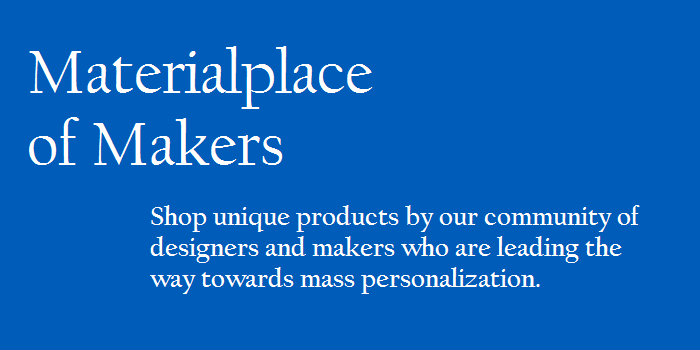 Materialplace
of Makers
Shop unique products by our community of
designers and makers who are leading the
way towards mass personalization.